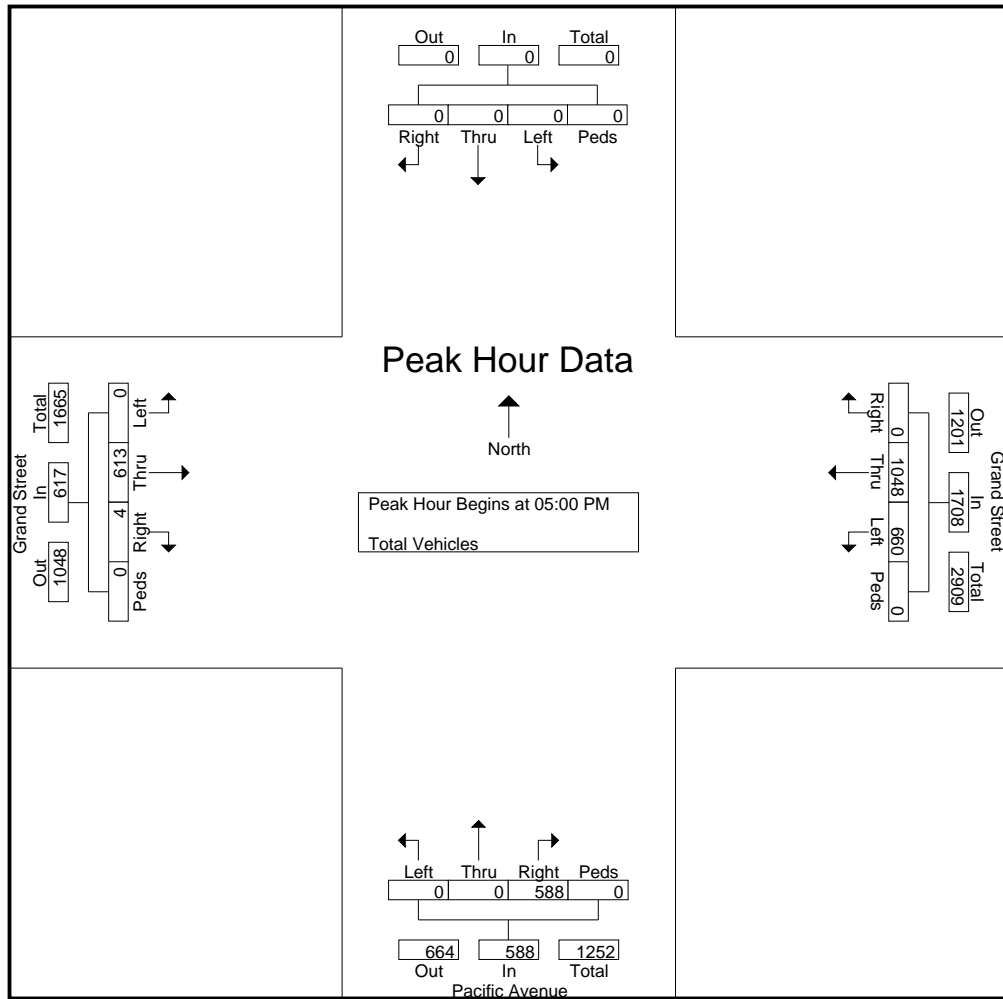 Out In Total
0 0 0
0 0 0 0
Right Thru Left Peds
Peak Hour Data
North
Peak Hour Begins at 05:00 PM
Total Vehicles
Grand Street
Total In Out
1665 617 1048
0 613 4 0
Left Thru Right Peds
Right Thru Left Peds
0 1048 660 0
1201 1708 2909
Out In Total
Grand Street
Left Thru Right Peds
0 0 588 0
664 588 1252
Out In Total
Pacific Avenue